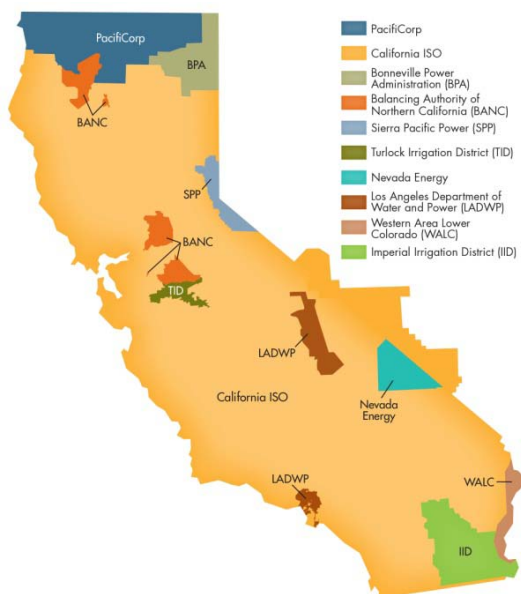 PacifiCorp
BPA
BANC
SPP
BANC
TID
LADWP
California ISO
Nevada
Energy
LADWP
WALC
IID
PacifiCorp
California ISO
Bonneville Power
Administration (BPA)
Balancing Authority of
Northern California (BANC)
Sierra Pacific Power (SPP)
Turlock Irrigation District (TID)
Nevada Energy
Los Angeles Department of
Water and Power (LADWP)
Western Area Lower
Colorado (WALC)
Imperial Irrigation District (IID)